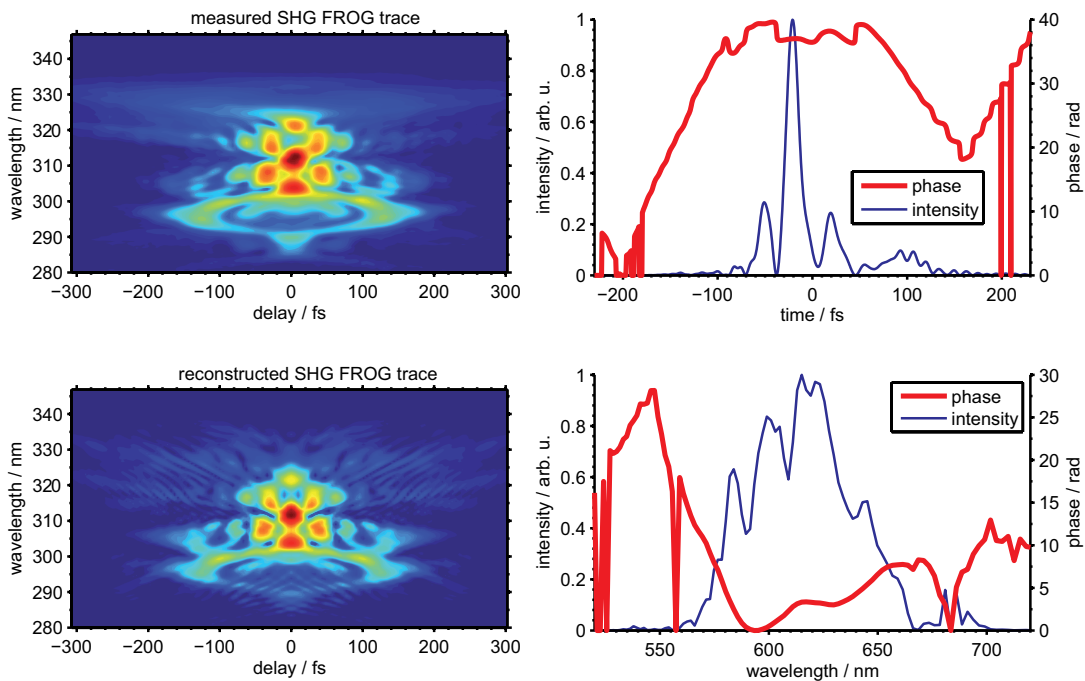 measured SHG FROG trace
wavelength / nm
340
330
320
310
300
290
280
−300 −200 −100 0 100 200 300
delay / fs
intensity / arb. u.
1
0.8
0.6
0.4
0.2
0
phase
intensity
40
30
20
10
0
phase / rad
−200 −100 0 100 200
time / fs
reconstructed SHG FROG trace
wavelength / nm
340
330
320
310
300
290
280
−300 −200 −100 0 100 200 300
delay / fs
intensity / arb. u.
1
0.8
0.6
0.4
0.2
0
phase
intensity
30
25
20
15
10
5
0
phase / rad
550 600 650 700
wavelength / nm